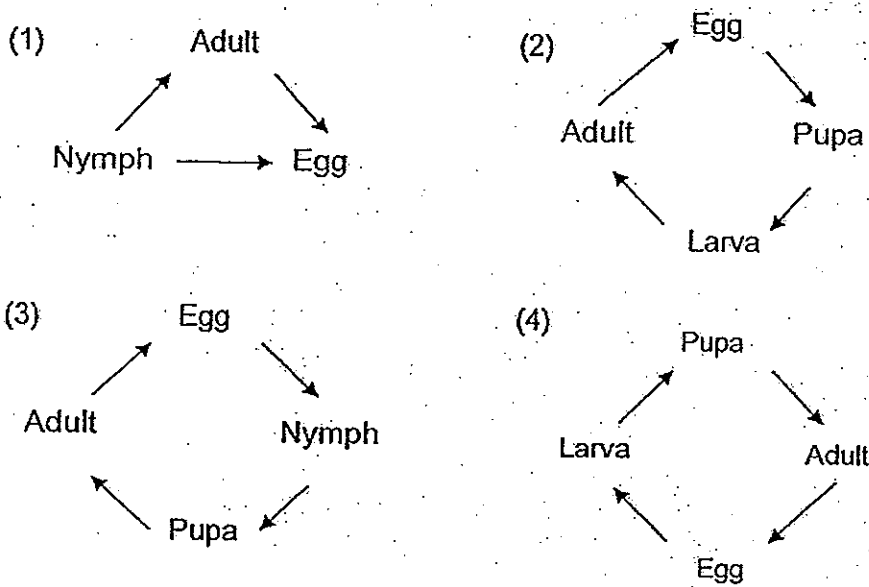 (1)
Adult
Nymph
Egg
(2)
Egg
Adult
Pupa
Larva
(3)
Egg
Adult
Nymph
Pupa
(4)
Pupa
Larva
Adult
Egg